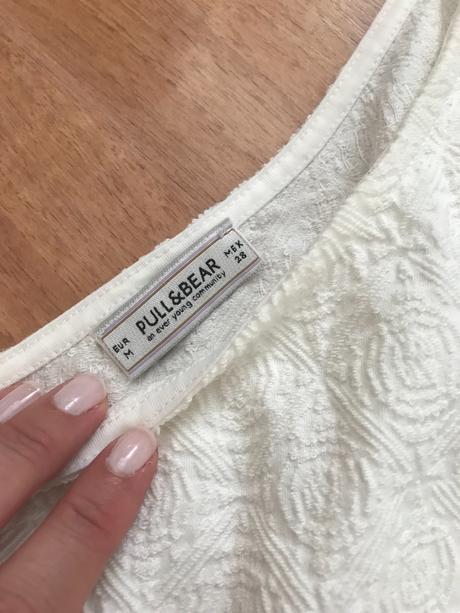 EUR
M
PULL&BEAR
an ever young community
MEX
28